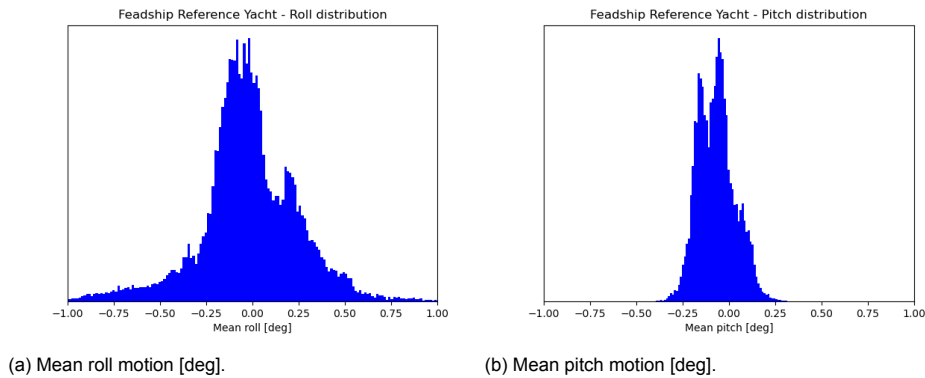 Feadship Reference Yacht - Roll distribution
−1.00 −0.75 −0.50 −0.25 0.00 0.25 0.50 0.75 1.00
Mean roll [deg]
(a) Mean roll motion [deg].
Feadship Reference Yacht - Pitch distribution
−1.00 −0.75 −0.50 −0.25 0.00 0.25 0.50 0.75 1.00
Mean pitch [deg]
(b) Mean pitch motion [deg].